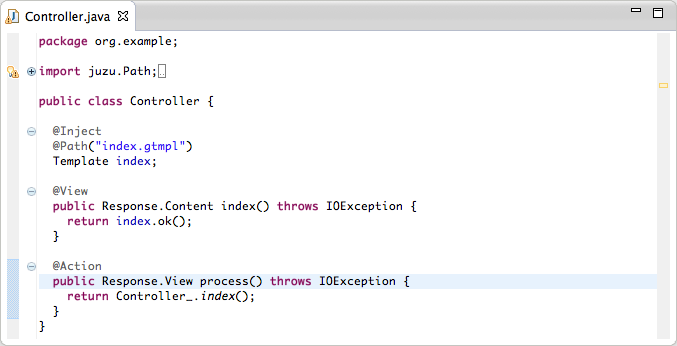 Controller.java
package org.example;
import juzu.Path;
public class Controller {
@Inject
@Path("index.gtmpl")
Template index;
@View
public Response.Content index() throws IOException {
return index.ok();
}
@Action
public Response.View process() throws IOException {
return Controller_.index();
}
}